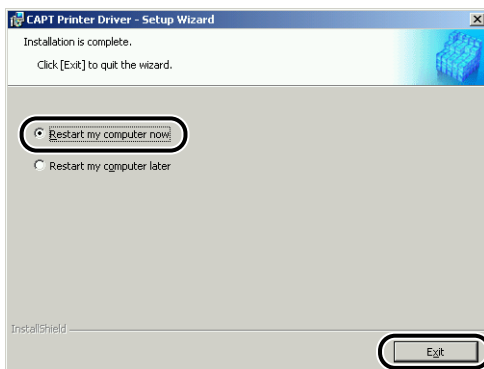 CAPT Printer Driver - Setup Wizard
Installation is complete.
Click [Exit] to quit the wizard.
Restart my computer now
Restart my computer later
InstallShield
Exit